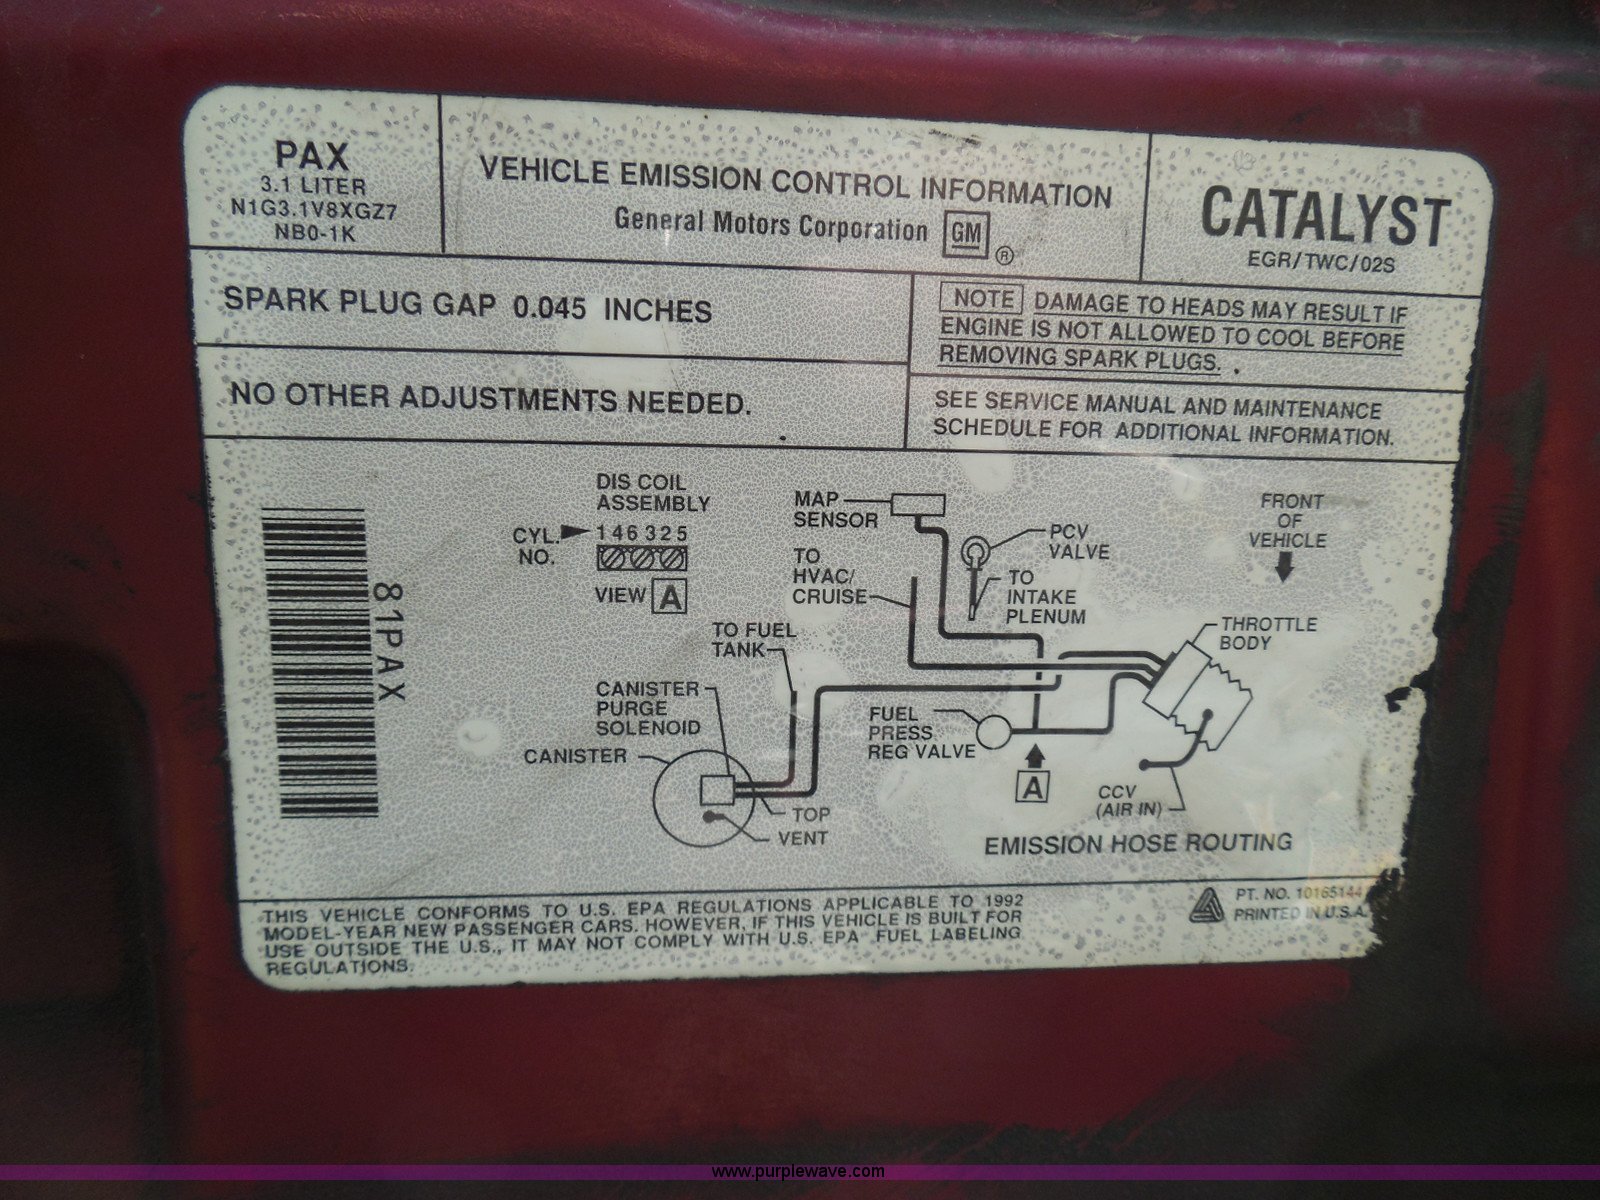 PAX
3.1 LITER
N1G3.1V8XGZ7
NB0-1K
VEHICLE EMISSION CONTROL INFORMATION
General Motors Corporation GM ®
CATALYST
EGR/TWC/02S
SPARK PLUG GAP 0.045 INCHES
NO OTHER ADJUSTMENTS NEEDED.
NOTE DAMAGE TO HEADS MAY RESULT IF
ENGINE IS NOT ALLOWED TO COOL BEFORE
REMOVING SPARK PLUGS.
SEE SERVICE MANUAL AND MAINTENANCE
SCHEDULE FOR ADDITIONAL INFORMATION.
81PAX
DIS COIL
ASSEMBLY
CYL.
NO.
1 4 6 3 2 5
VIEW A
MAP
SENSOR
TO
HVAC/
CRUISE
PCV
VALVE
TO
INTAKE
PLENUM
FRONT
OF
VEHICLE
THROTTLE
BODY
TO FUEL
TANK
CANISTER
PURGE
SOLENOID
CANISTER
FUEL
PRESS
REG VALVE
A
CCV
(AIR IN)
TOP
VENT
EMISSION HOSE ROUTING
THIS VEHICLE CONFORMS TO U.S. EPA REGULATIONS APPLICABLE TO 1992
MODEL-YEAR NEW PASSENGER CARS. HOWEVER, IF THIS VEHICLE IS BUILT FOR
USE OUTSIDE THE U.S., IT MAY NOT COMPLY WITH U.S. EPA FUEL LABELING
REGULATIONS.
PT. NO. 10165144
PRINTED IN U.S.A.
www.purplewave.com